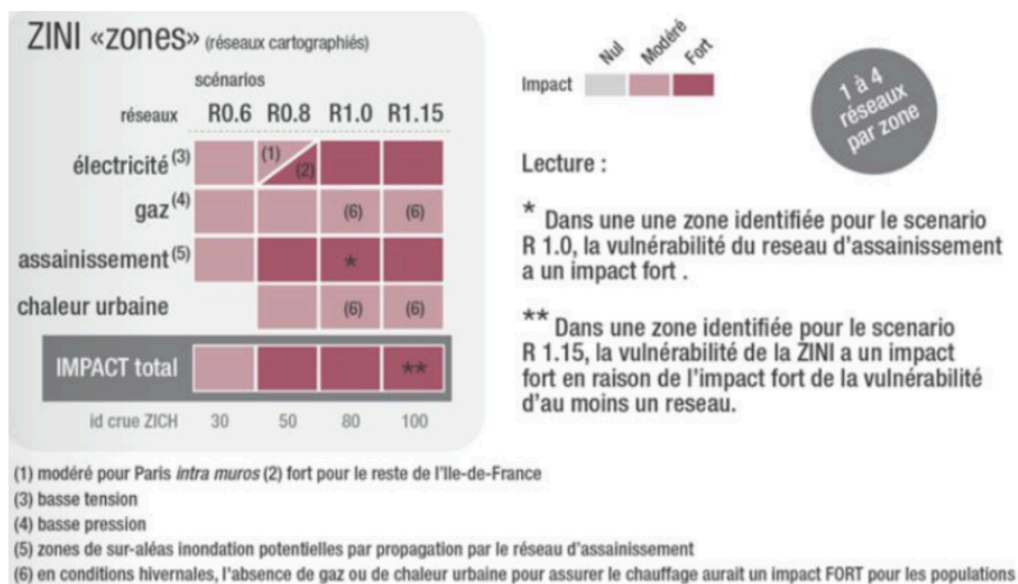 ZINI «zones» (réseaux cartographiés)
scénarios
réseaux R0.6 R0.8 R1.0 R1.15
électricité (3) (1) (2)
gaz (4) (6) (6)
assainissement (5) *
chaleur urbaine (6) (6)
IMPACT total **
id crue ZICH 30 50 80 100
Nul Modéré Fort
Impact
1 à 4
réseaux
par zone
Lecture :
* Dans une une zone identifiée pour le scenario
R 1.0, la vulnérabilité du reseau d'assainissement
a un impact fort .
** Dans une zone identifiée pour le scenario
R 1.15, la vulnérabilité de la ZINI a un impact
fort en raison de l'impact fort de la vulnérabilité
d'au moins un reseau.
(1) modéré pour Paris intra muros (2) fort pour le reste de l'Ile-de-France
(3) basse tension
(4) basse pression
(5) zones de sur-aléas inondation potentielles par propagation par le réseau d'assainissement
(6) en conditions hivernales, l'absence de gaz ou de chaleur urbaine pour assurer le chauffage aurait un impact FORT pour les populations